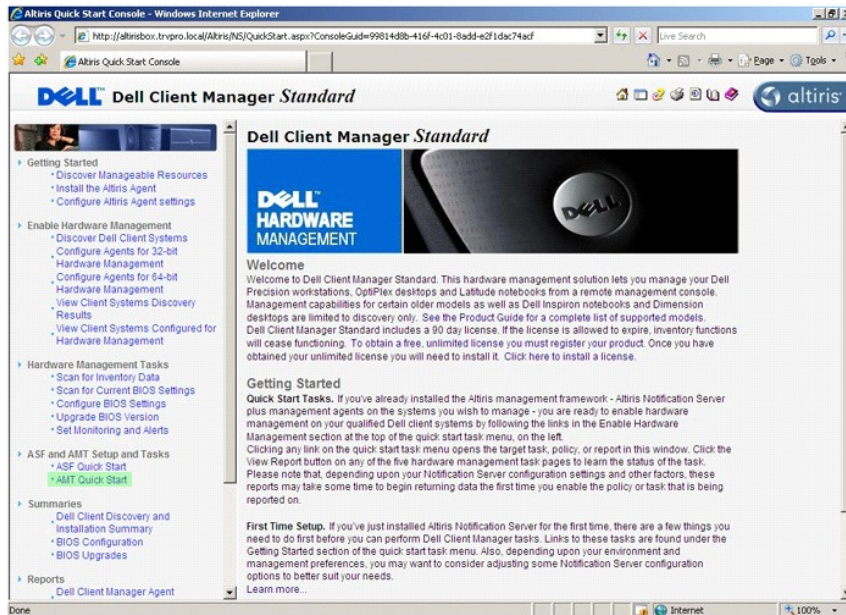 Altiris Quick Start Console - Windows Internet Explorer
http://altirisbox.trvpro.local/Altiris/NS/QuickStart.aspx?ConsoleGuid=99814d8b-416f-4c01-8add-e2f1dac74acf
Live Search
Altiris Quick Start Console
Page
Tools
DELL™ Dell Client Manager Standard
altiris
Getting Started
Discover Manageable Resources
Install the Altiris Agent
Configure Altiris Agent settings
Enable Hardware Management
Discover Dell Client Systems
Configure Agents for 32-bit
Hardware Management
Configure Agents for 64-bit
Hardware Management
View Client Systems Discovery
Results
View Client Systems Configured for
Hardware Management
Hardware Management Tasks
Scan for Inventory Data
Scan for Current BIOS Settings
Configure BIOS Settings
Upgrade BIOS Version
Set Monitoring and Alerts
ASF and AMT Setup and Tasks
ASF Quick Start
AMT Quick Start
Summaries
Dell Client Discovery and
Installation Summary
BIOS Configuration
BIOS Upgrades
Reports
Dell Client Manager Agent
Dell Client Manager Standard
DELL™
HARDWARE
MANAGEMENT
DELL
Welcome
Welcome to Dell Client Manager Standard. This hardware management solution lets you manage your Dell
Precision workstations, OptiPlex desktops and Latitude notebooks from a remote management console.
Management capabilities for certain older models as well as Dell Inspiron notebooks and Dimension
desktops are limited to discovery only. See the Product Guide for a complete list of supported models.
Dell Client Manager Standard includes a 90 day license. If the license is allowed to expire, inventory functions
will cease functioning. To obtain a free, unlimited license you must register your product. Once you have
obtained your unlimited license you will need to install it. Click here to install a license.
Getting Started
Quick Start Tasks. If you've already installed the Altiris management framework - Altiris Notification Server
plus management agents on the systems you wish to manage - you are ready to enable hardware
management on your qualified Dell client systems by following the links in the Enable Hardware
Management section at the top of the quick start task menu, on the left.
Clicking any link on the quick start task menu opens the target task, policy, or report in this window. Click the
View Report button on any of the five hardware management task pages to learn the status of the task.
Please note that, depending upon your Notification Server configuration settings and other factors, these
reports may take some time to begin returning data the first time you enable the policy or task that is being
reported on.
First Time Setup. If you've just installed Altiris Notification Server for the first time, there are a few things you
need to do first before you can perform Dell Client Manager tasks. Links to these tasks are found under the
Getting Started section of the quick start task menu. Also, depending upon your environment and
management preferences, you may want to consider adjusting some Notification Server configuration
options to better suit your needs.
Learn more...
Done
Internet
100%